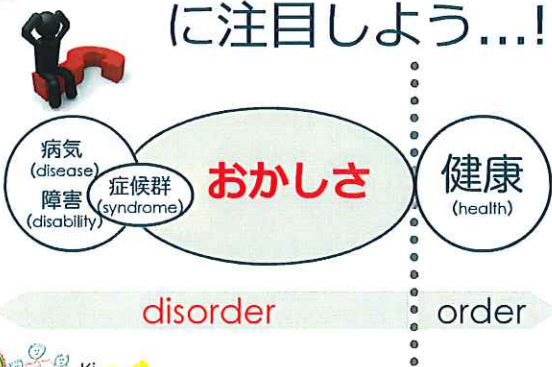 に注目しよう…!
病気
(disease)
障害
(disability)
症候群
(syndrome)
おかしさ
健康
(health)
disorder
order